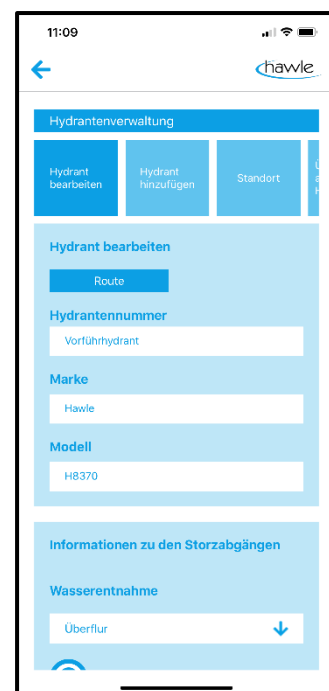 11:09
hawle
Hydrantenverwaltung
Hydrant
bearbeiten
Hydrant
hinzufügen
Standort
Hydrant bearbeiten
Route
Hydrantennummer
Vorführhydrant
Marke
Hawle
Modell
H8370
Informationen zu den Storzabgängen
Wasserentnahme
Überflur